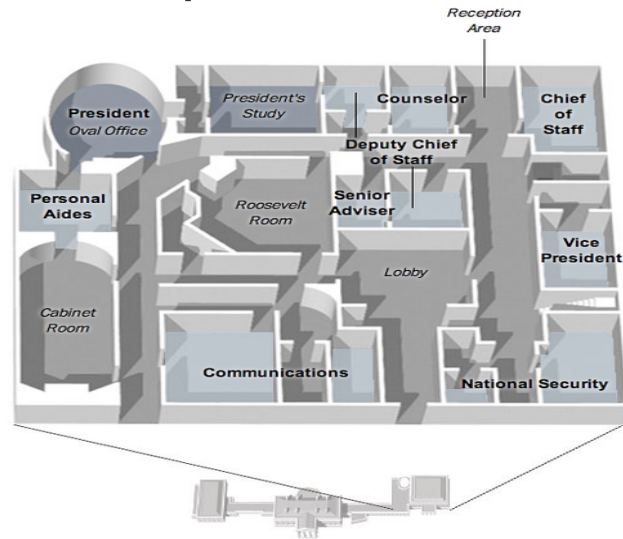 Reception
Area
President
Oval Office
President's
Study
Counselor
Chief
of
Staff
Deputy Chief
of Staff
Personal
Aides
Roosevelt
Room
Senior
Adviser
Vice
President
Lobby
Cabinet
Room
Communications
National Security